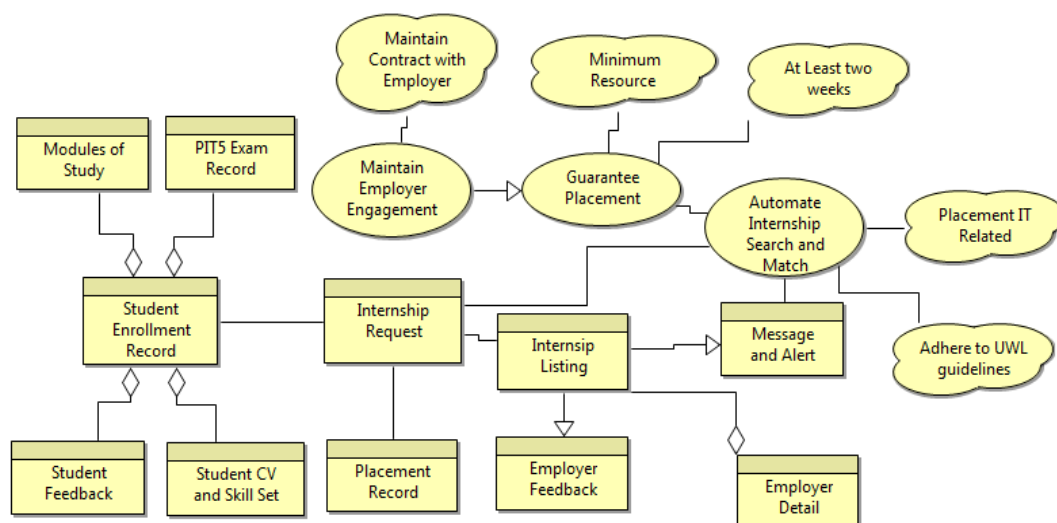 Maintain
Contract with
Employer
Minimum
Resource
At Least two
weeks
Modules of
Study
PIT5 Exam
Record
Maintain
Employer
Engagement
Guarantee
Placement
Automate
Internship
Search and
Match
Placement IT
Related
Student
Enrollment
Record
Internship
Request
Internsip
Listing
Message
and Alert
Adhere to UWL
guidelines
Student
Feedback
Student CV
and Skill Set
Placement
Record
Employer
Feedback
Employer
Detail